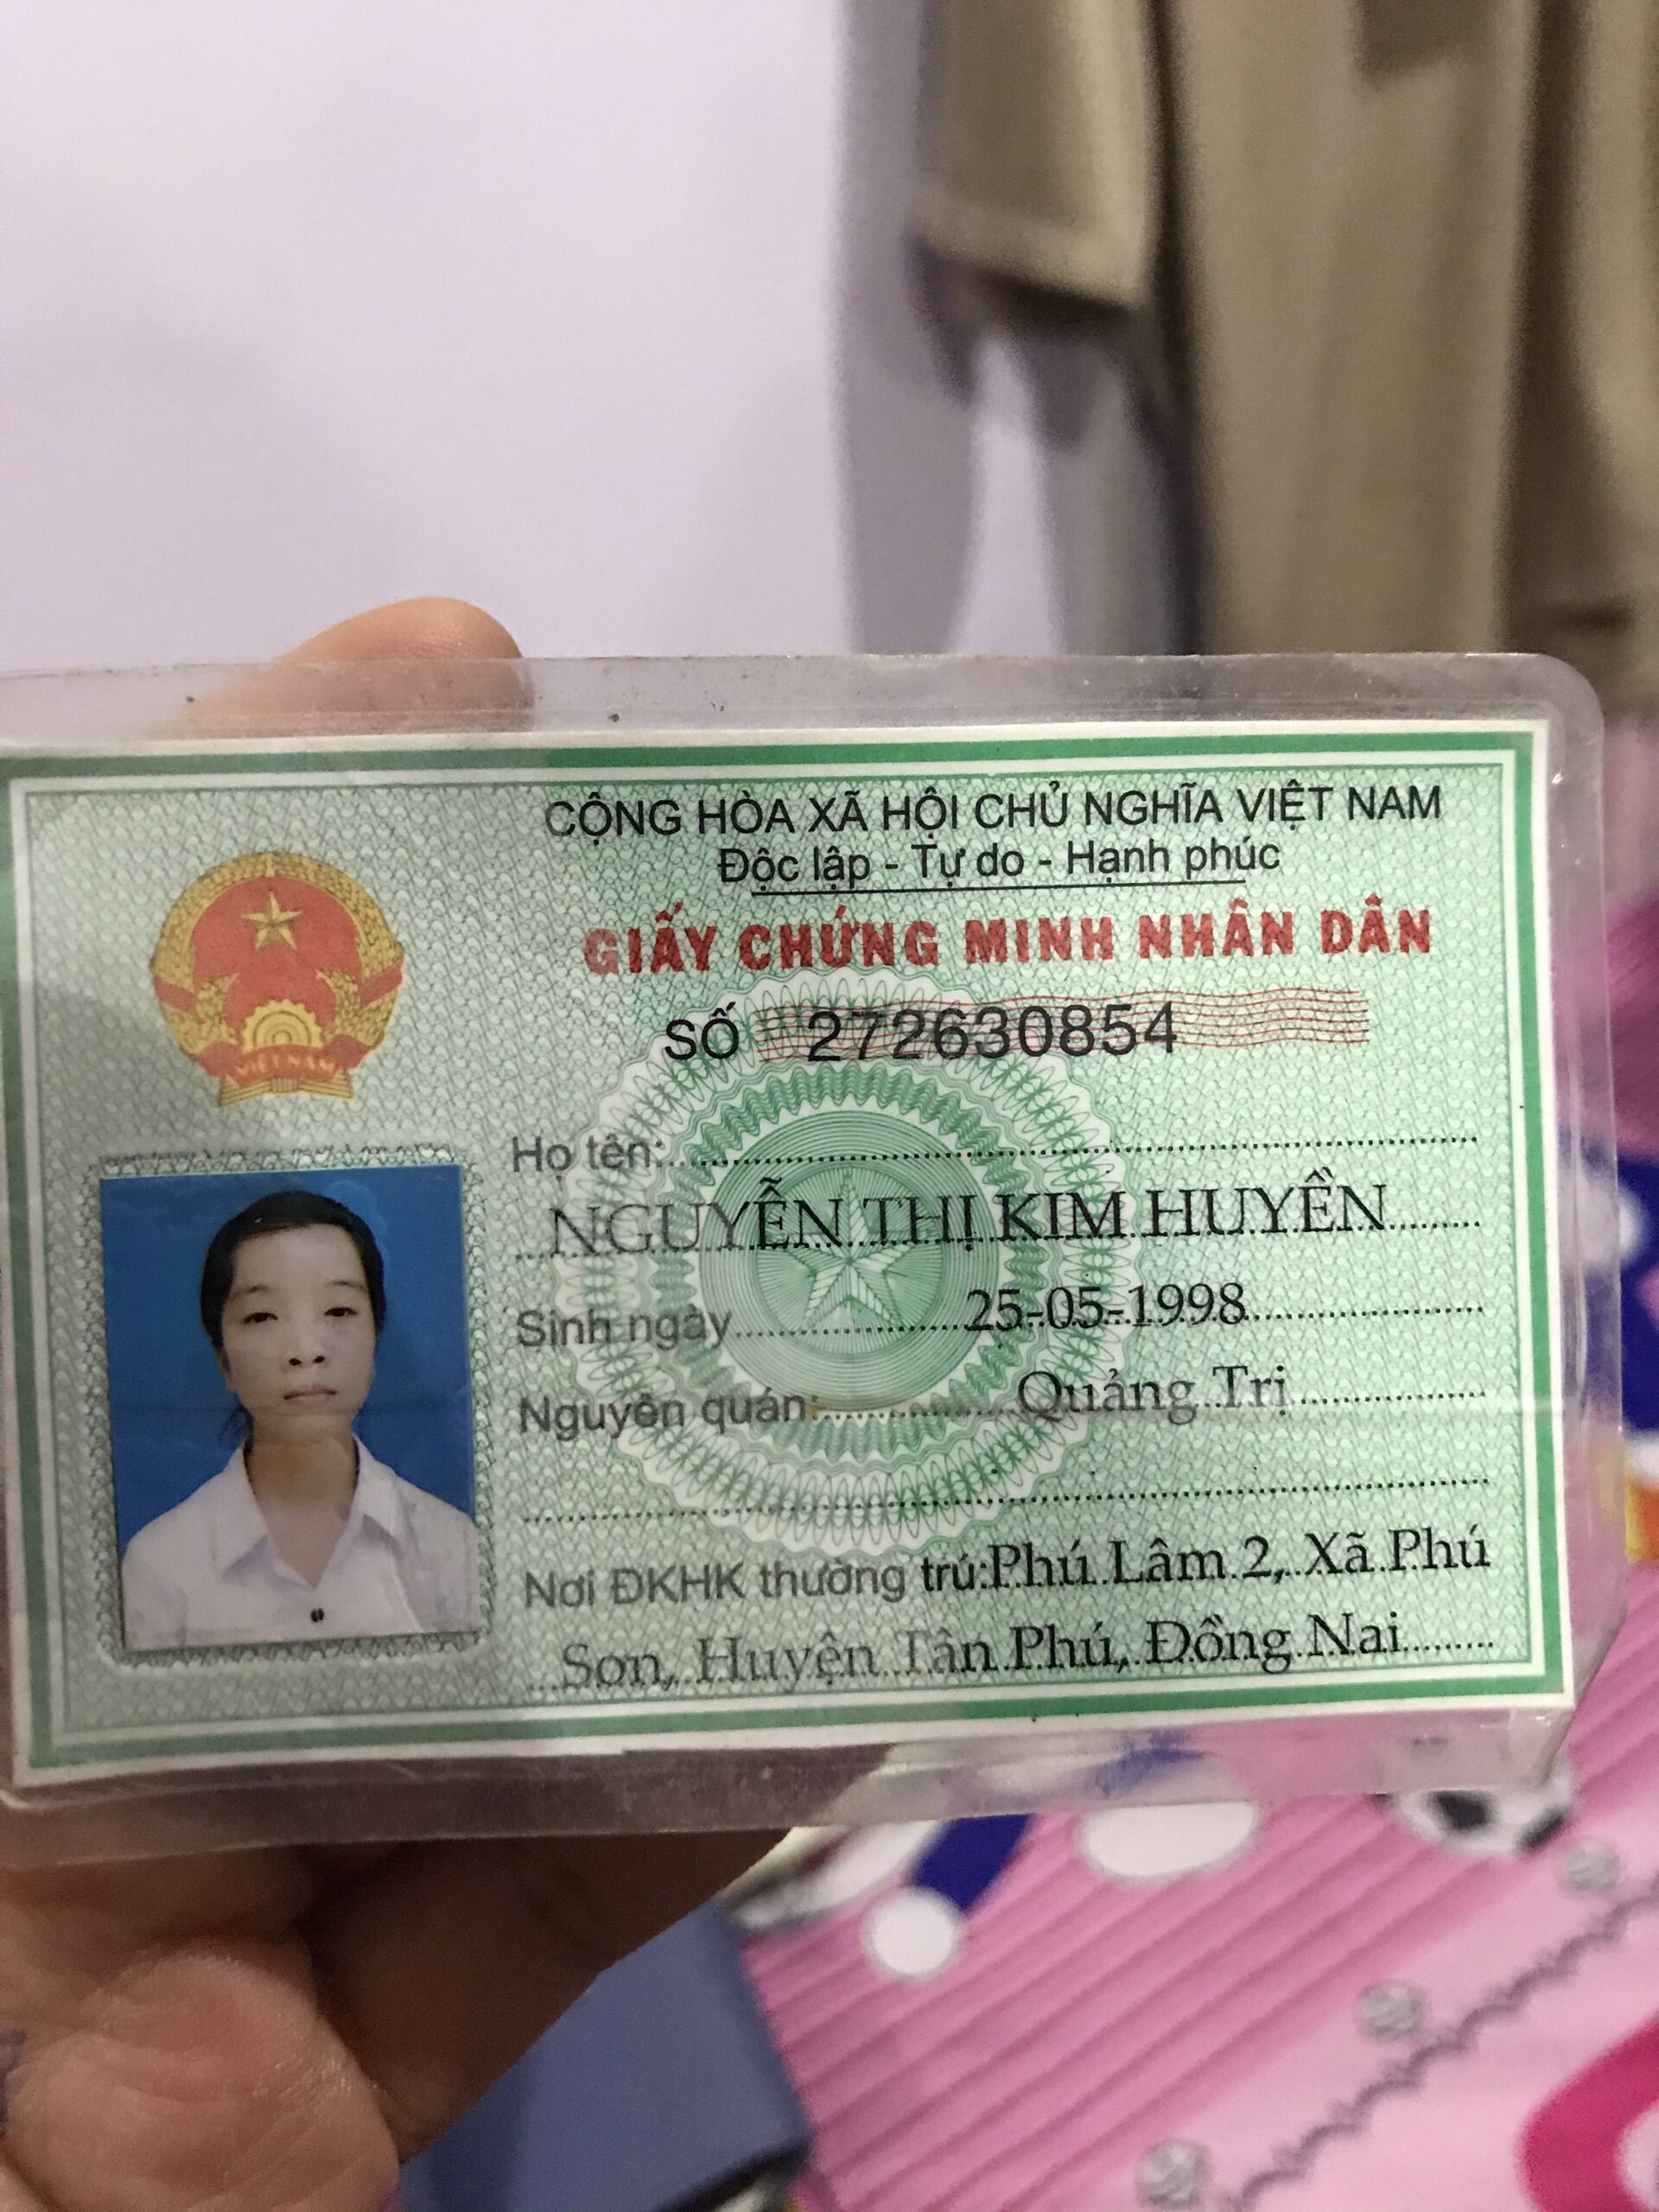 CỘNG HÒA XÃ HỘI CHỦ NGHĨA VIỆT NAM
Độc lập - Tự do - Hạnh phúc
GIẤY CHỨNG MINH NHÂN DÂN
SỐ 272630854
VIỆT NAM
Họ tên:
NGUYỄN THỊ KIM HUYỀN
Sinh ngày 25-05-1998
Nguyên quán: Quảng Trị
Nơi ĐKHK thường trú: Phú Lâm 2, Xã Phú
Sơn, Huyện Tân Phú, Đồng Nai